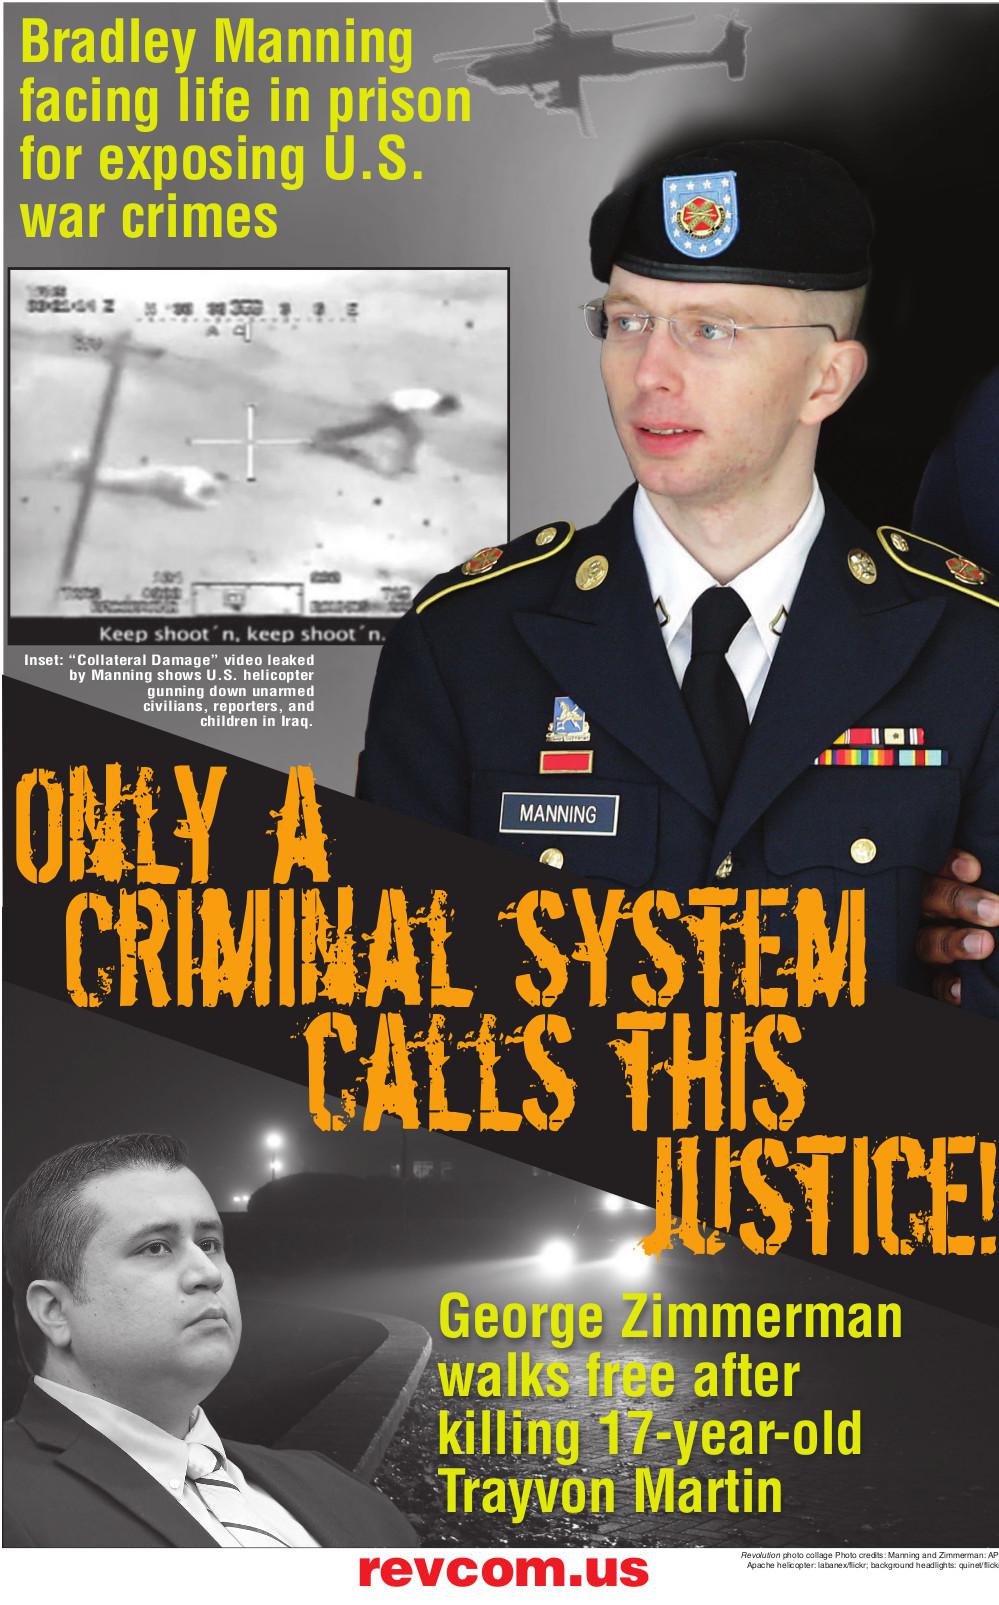 Bradley Manning
facing life in prison
for exposing U.S.
war crimes
Keep shoot´n, keep shoot´n.
Inset: “Collateral Damage” video leaked
by Manning shows U.S. helicopter
gunning down unarmed
civilians, reporters, and
children in Iraq.
MANNING
ONLY A
CRIMINAL SYSTEM
CALLS THIS
JUSTICE!
George Zimmerman
walks free after
killing 17-year-old
Trayvon Martin
revcom.us
Revolution photo collage Photo credits: Manning and Zimmerman: AP
Apache helicopter: labanex/flickr; background headlights: quinet/flick